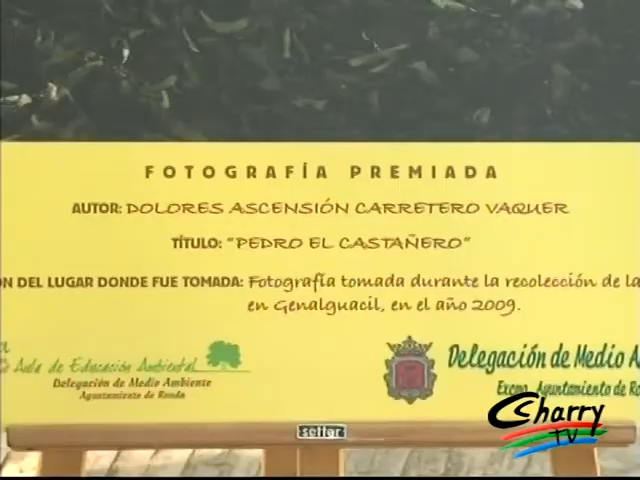 FOTOGRAFÍA PREMIADA
AUTOR: DOLORES ASCENSIÓN CARRETERO VAQUER
TÍTULO: "PEDRO EL CASTAÑERO"
DEL LUGAR DONDE FUE TOMADA: Fotografía tomada durante la recolección de la
en Genalguacil, en el año 2009.
Aula de Educación Ambiental
Delegación de Medio Ambiente
Ayuntamiento de Ronda
Delegación de Medio
Excmo. Ayuntamiento de
setter
Charry
TV